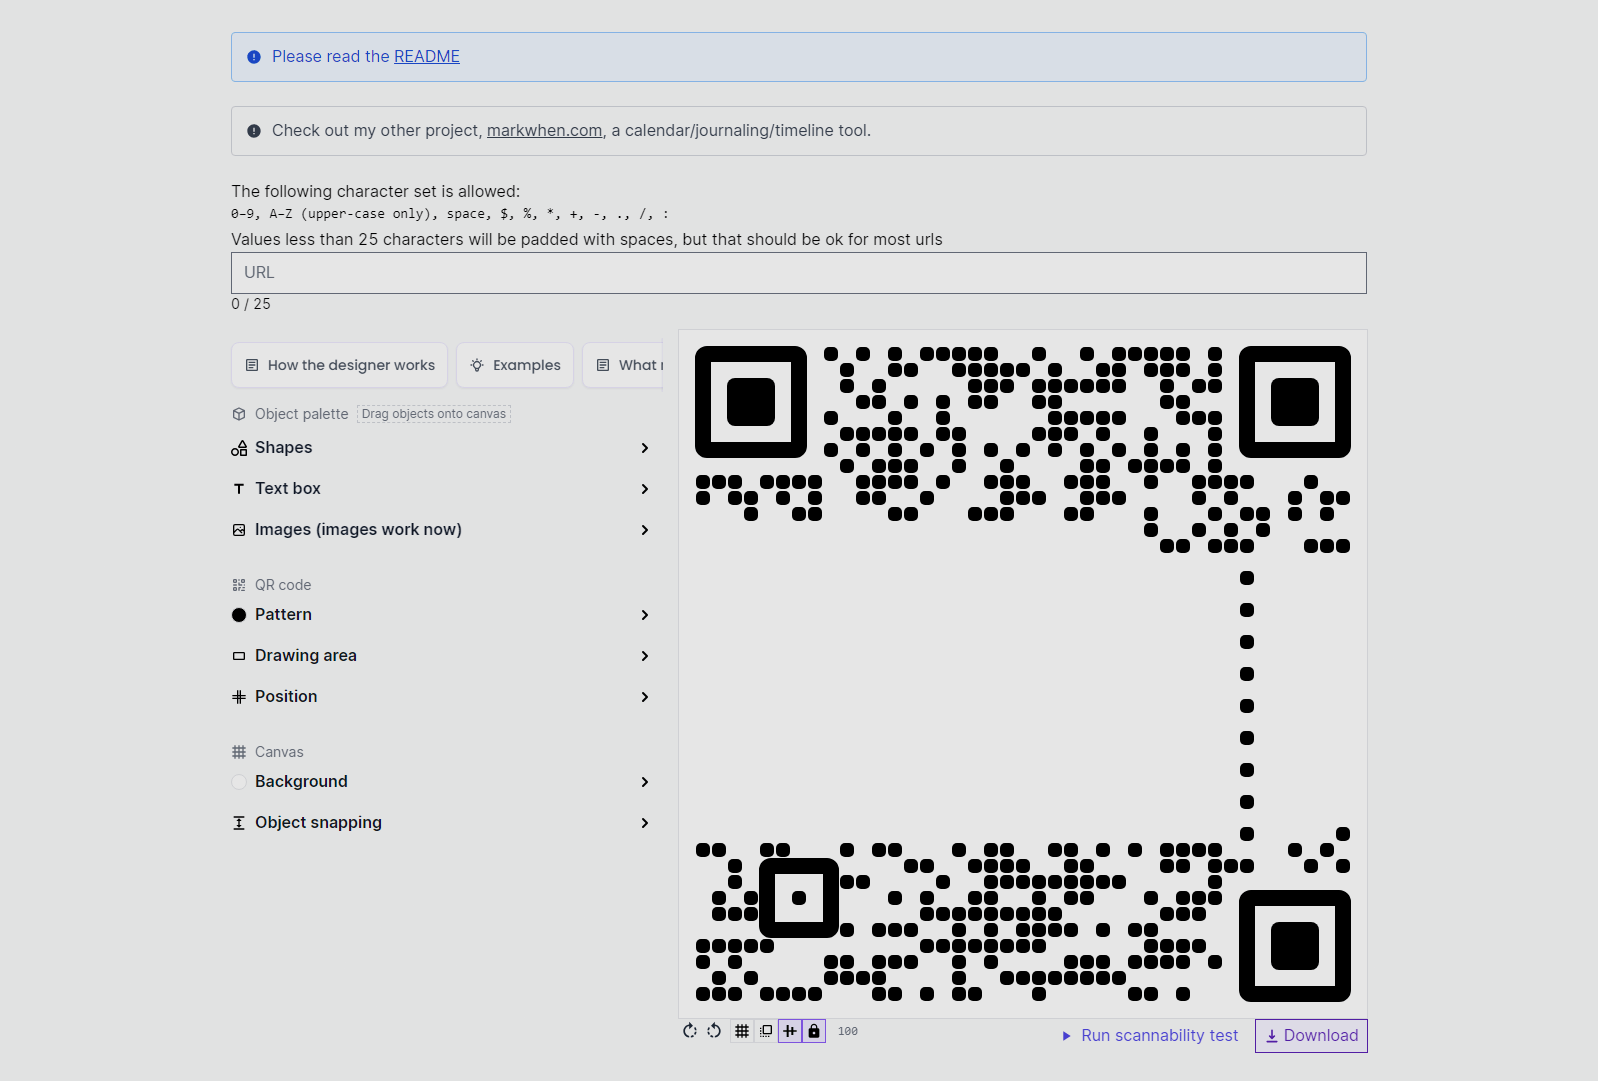 Please read the README
Check out my other project, markwhen.com, a calendar/journaling/timeline tool.
The following character set is allowed:
0–9, A–Z (upper-case only), space, $, %, *, +, -, ., /, :
Values less than 25 characters will be padded with spaces, but that should be ok for most urls
URL
0 / 25
How the designer works
Examples
What
Object palette Drag objects onto canvas
Shapes
Text box
Images (images work now)
QR code
Pattern
Drawing area
Position
Canvas
Background
Object snapping
100
Run scannability test
Download